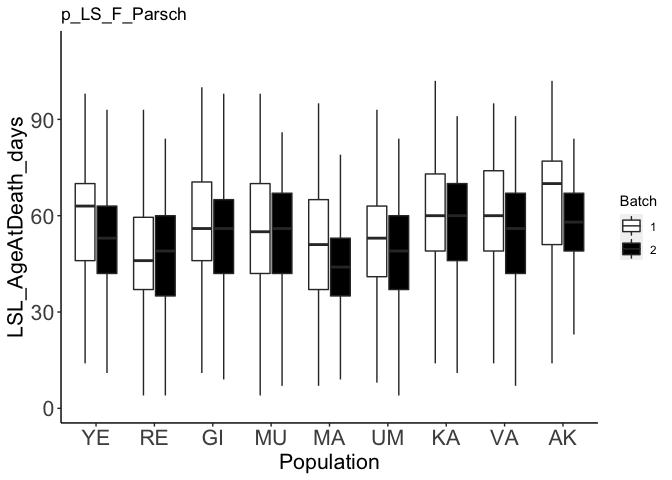 p_LS_F_Parsch
LSL_AgeAtDeath_days
90
60
30
0
YE RE GI MU MA UM KA VA AK
Population
Batch
1
2